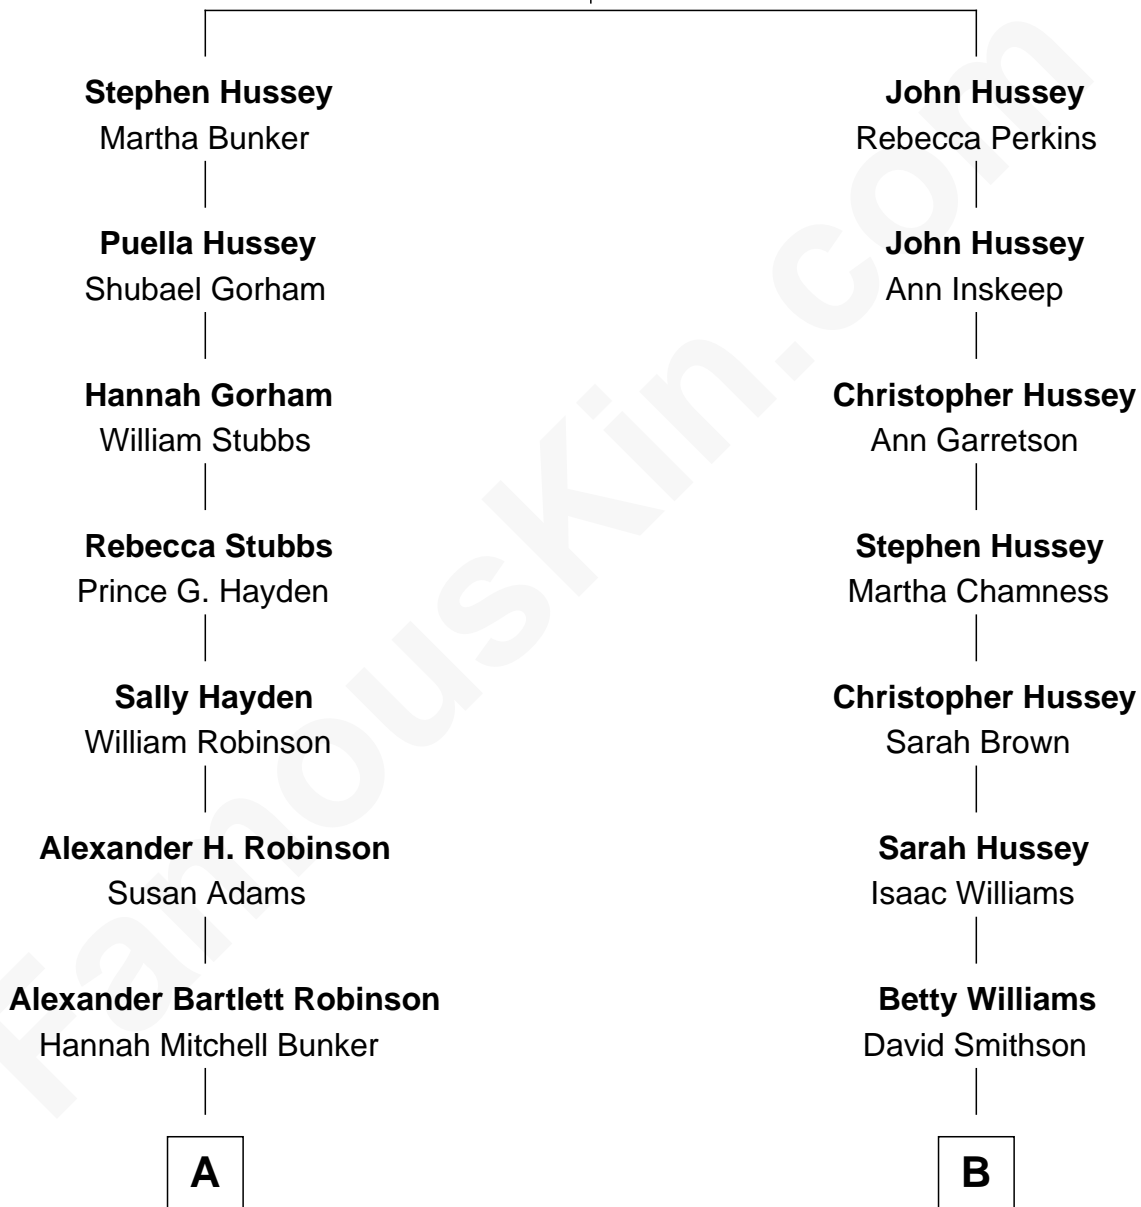 Stephen Hussey
Martha Bunker
Puella Hussey
Shubael Gorham
Hannah Gorham
William Stubbs
Rebecca Stubbs
Prince G. Hayden
Sally Hayden
William Robinson
Alexander H. Robinson
Susan Adams
Alexander Bartlett Robinson
Hannah Mitchell Bunker
A
John Hussey
Rebecca Perkins
John Hussey
Ann Inskeep
Christopher Hussey
Ann Garretson
Stephen Hussey
Martha Chamness
Christopher Hussey
Sarah Brown
Sarah Hussey
Isaac Williams
Betty Williams
David Smithson
B
FamousKin.com